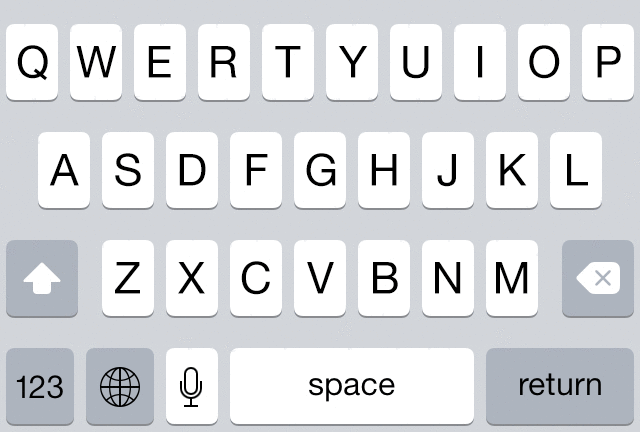 Q W E R T Y U I O P
A S D F G H J K L
Z X C V B N M
123 space return